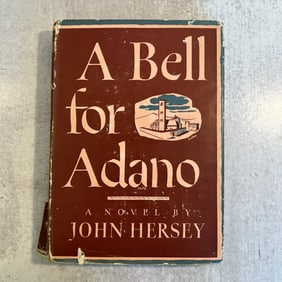 A Bell
for
Adano
A NOVEL BY
JOHN HERSEY